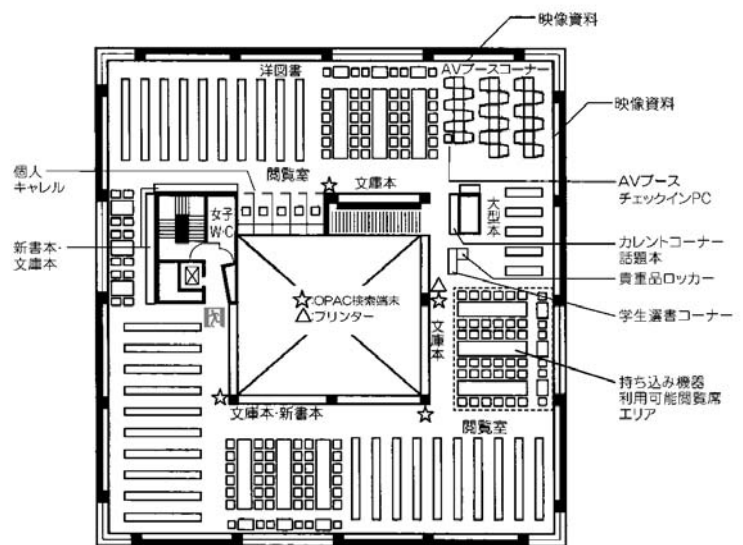 映像資料
洋図書
AVブースコーナー
映像資料
個人
キャレル
閲覧室
文庫本
AVブース
チェックインPC
女子
W・C
大型本
新書本・
文庫本
カレントコーナー
話題本
貴重品ロッカー
☆:OPAC検索端末
△:プリンター
学生選書コーナー
文庫本
持ち込み機器
利用可能閲覧席
エリア
文庫本・新書本
閲覧室